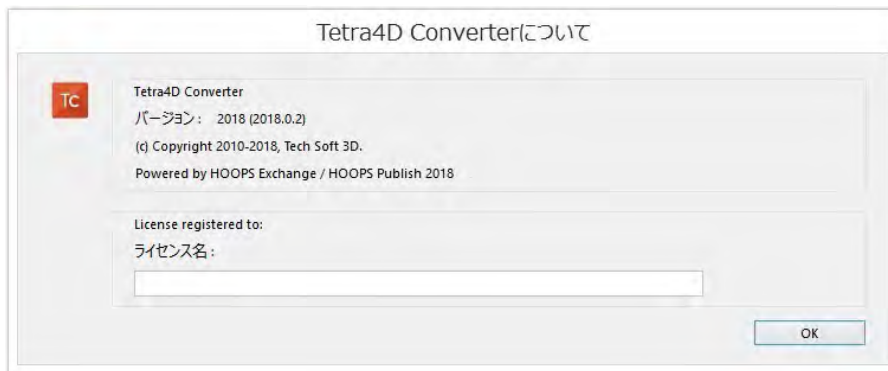 Tetra4D Converterについて
TC
Tetra4D Converter
バージョン： 2018 (2018.0.2)
(c) Copyright 2010-2018, Tech Soft 3D.
Powered by HOOPS Exchange / HOOPS Publish 2018
License registered to:
ライセンス名：
OK